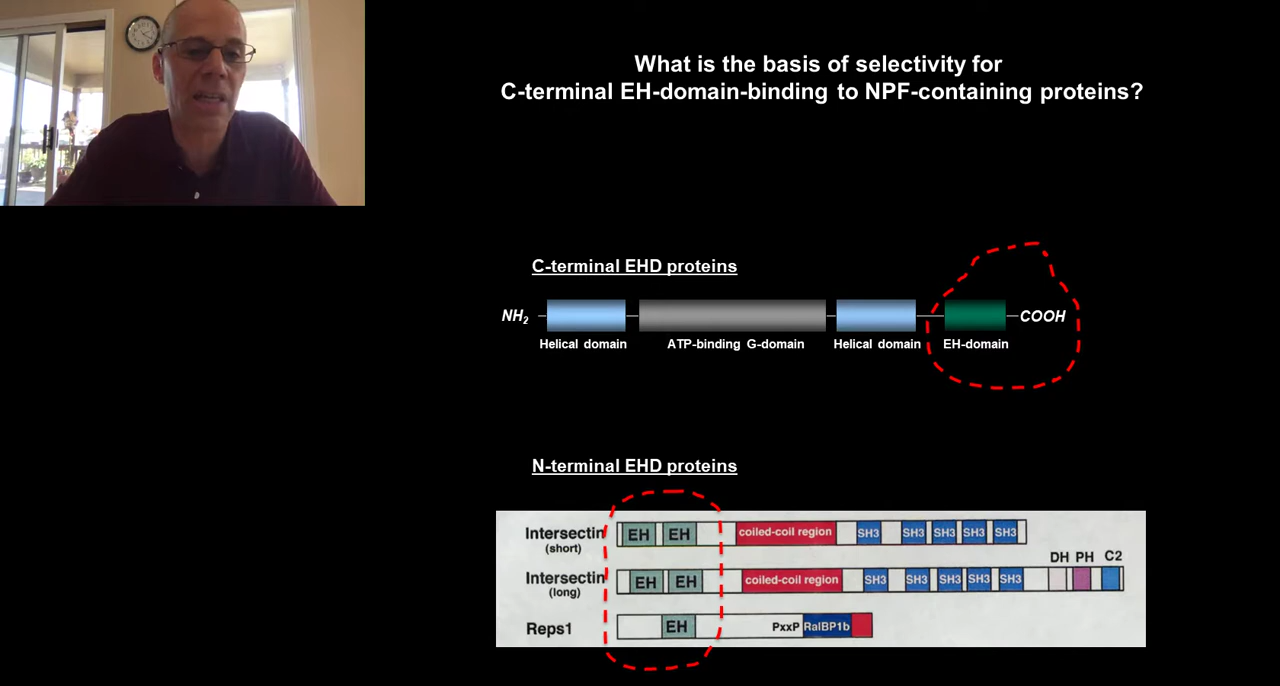 What is the basis of selectivity for
C-terminal EH-domain-binding to NPF-containing proteins?
C-terminal EHD proteins
NH2 COOH
Helical domain ATP-binding G-domain Helical domain EH-domain
N-terminal EHD proteins
Intersectin EH EH coiled-coil region SH3 SH3 SH3 SH3 SH3
(short)
DH PH C2
Intersectin EH EH coiled-coil region SH3 SH3 SH3 SH3 SH3
(long)
Reps1 EH PxxP RalBP1b